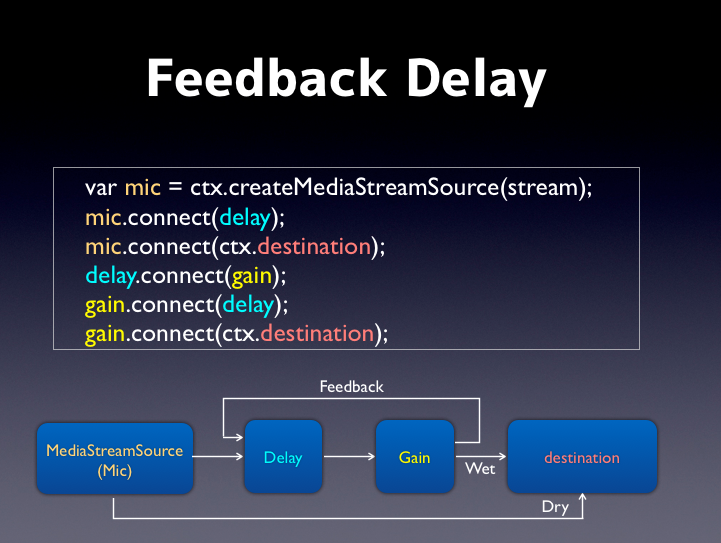 Feedback Delay
var mic = ctx.createMediaStreamSource(stream);
mic.connect(delay);
mic.connect(ctx.destination);
delay.connect(gain);
gain.connect(delay);
gain.connect(ctx.destination);
Feedback
MediaStreamSource
(Mic)
Delay
Gain
Wet
destination
Dry